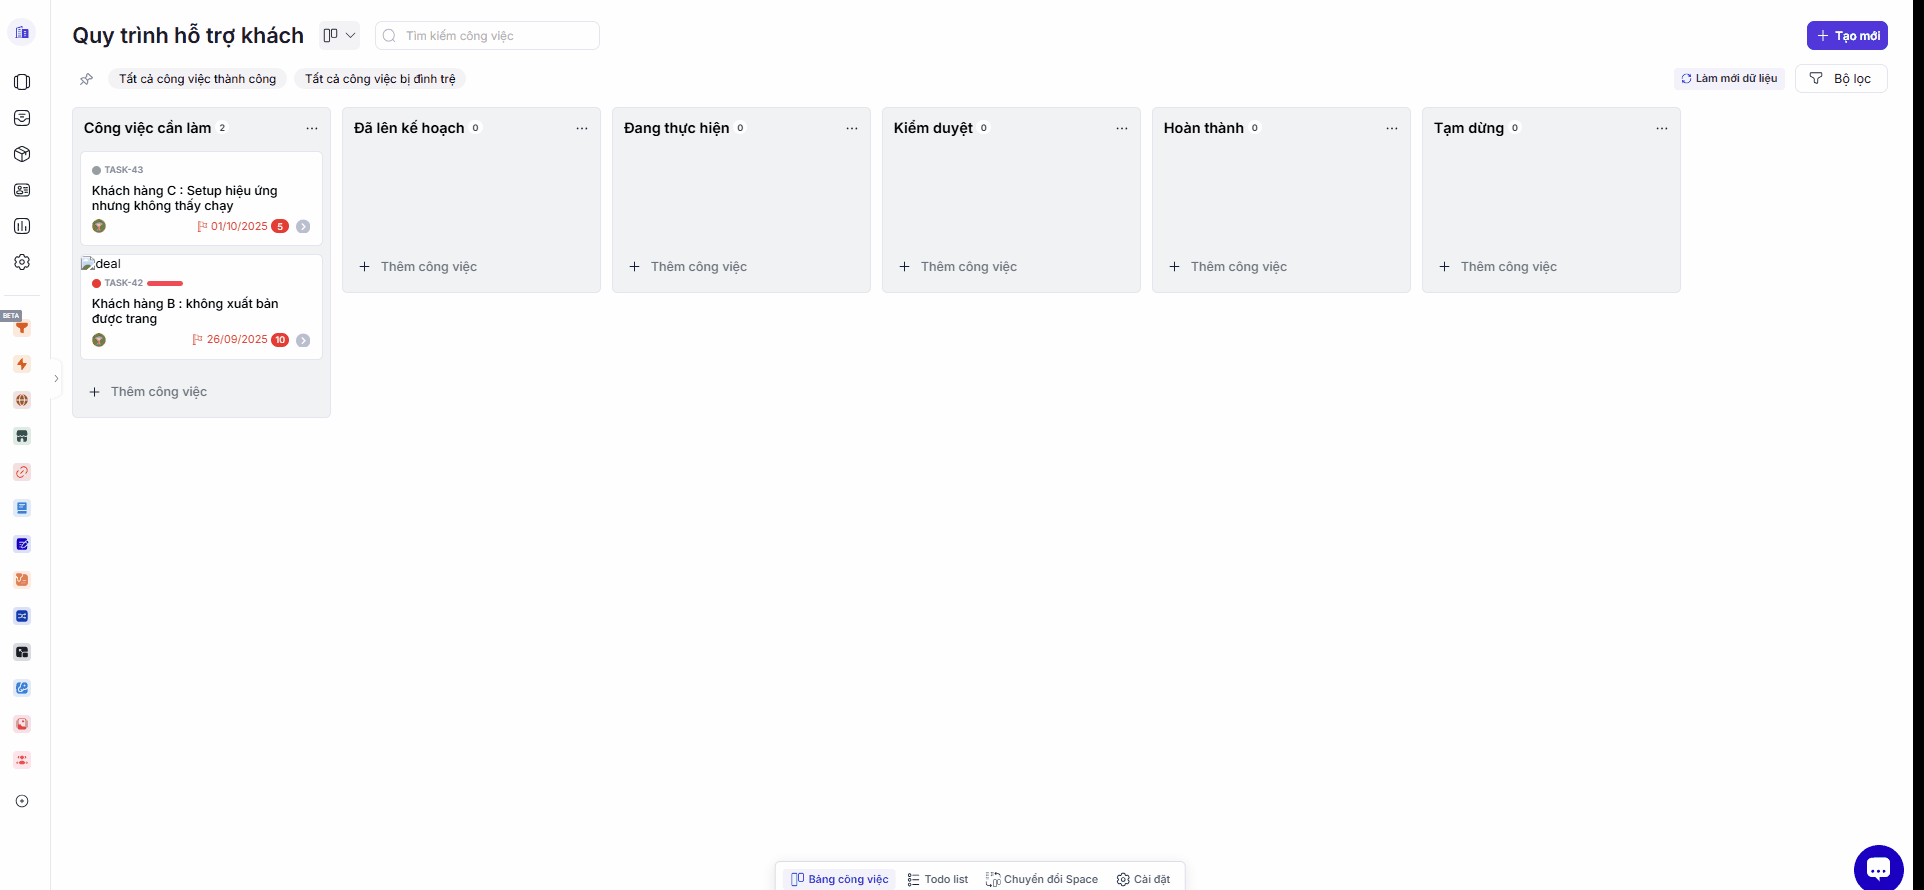 Quy trình hỗ trợ khách
Tìm kiếm công việc
Tạo mới
Tất cả công việc thành công
Tất cả công việc bị đình trệ
Làm mới dữ liệu
Bộ lọc
Công việc cần làm 2
Đã lên kế hoạch 0
Đang thực hiện 0
Kiểm duyệt 0
Hoàn thành 0
Tạm dừng 0
TASK-43
Khách hàng C : Setup hiệu ứng
nhưng không thấy chạy
01/10/2025 5
deal
TASK-42
Khách hàng B : không xuất bản
được trang
26/09/2025 10
Thêm công việc
Thêm công việc
Thêm công việc
Thêm công việc
Thêm công việc
Thêm công việc
BETA
Bảng công việc
Todo list
Chuyển đổi Space
Cài đặt